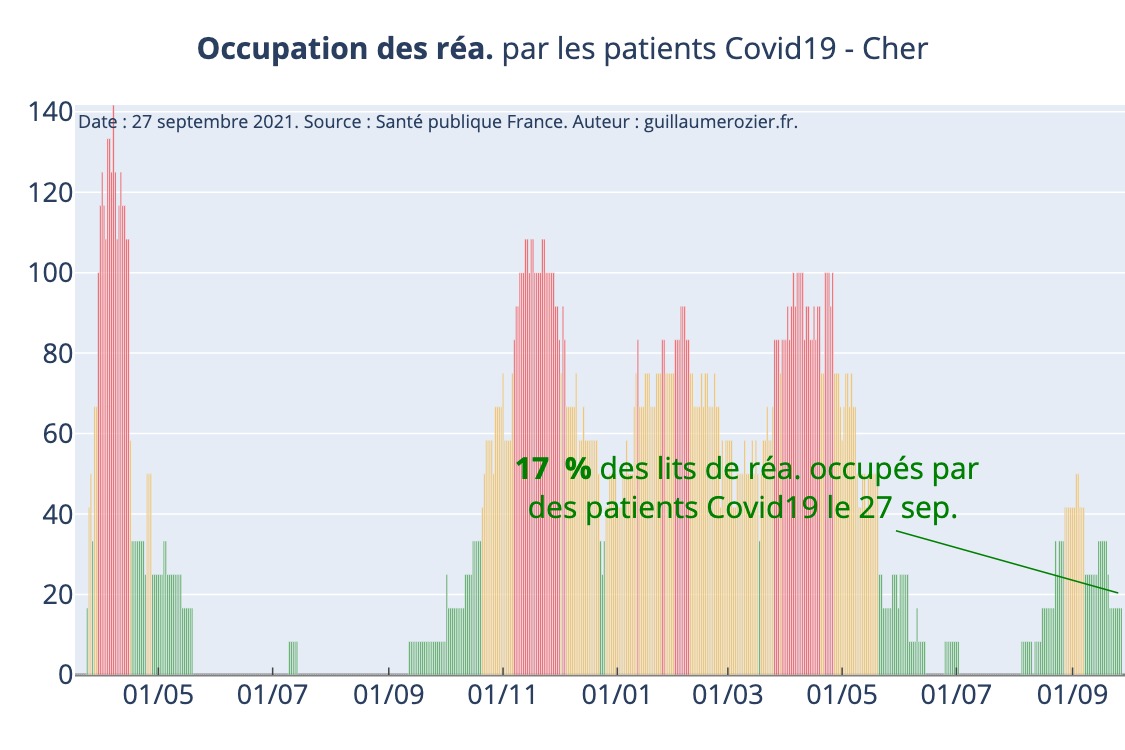 Occupation des réa. par les patients Covid19 - Cher
140
Date : 27 septembre 2021. Source : Santé publique France. Auteur : guillaumerozier.fr.
120
100
80
60
17 % des lits de réa. occupés par
des patients Covid19 le 27 sep.
40
20
0
01/05 01/07 01/09 01/11 01/01 01/03 01/05 01/07 01/09